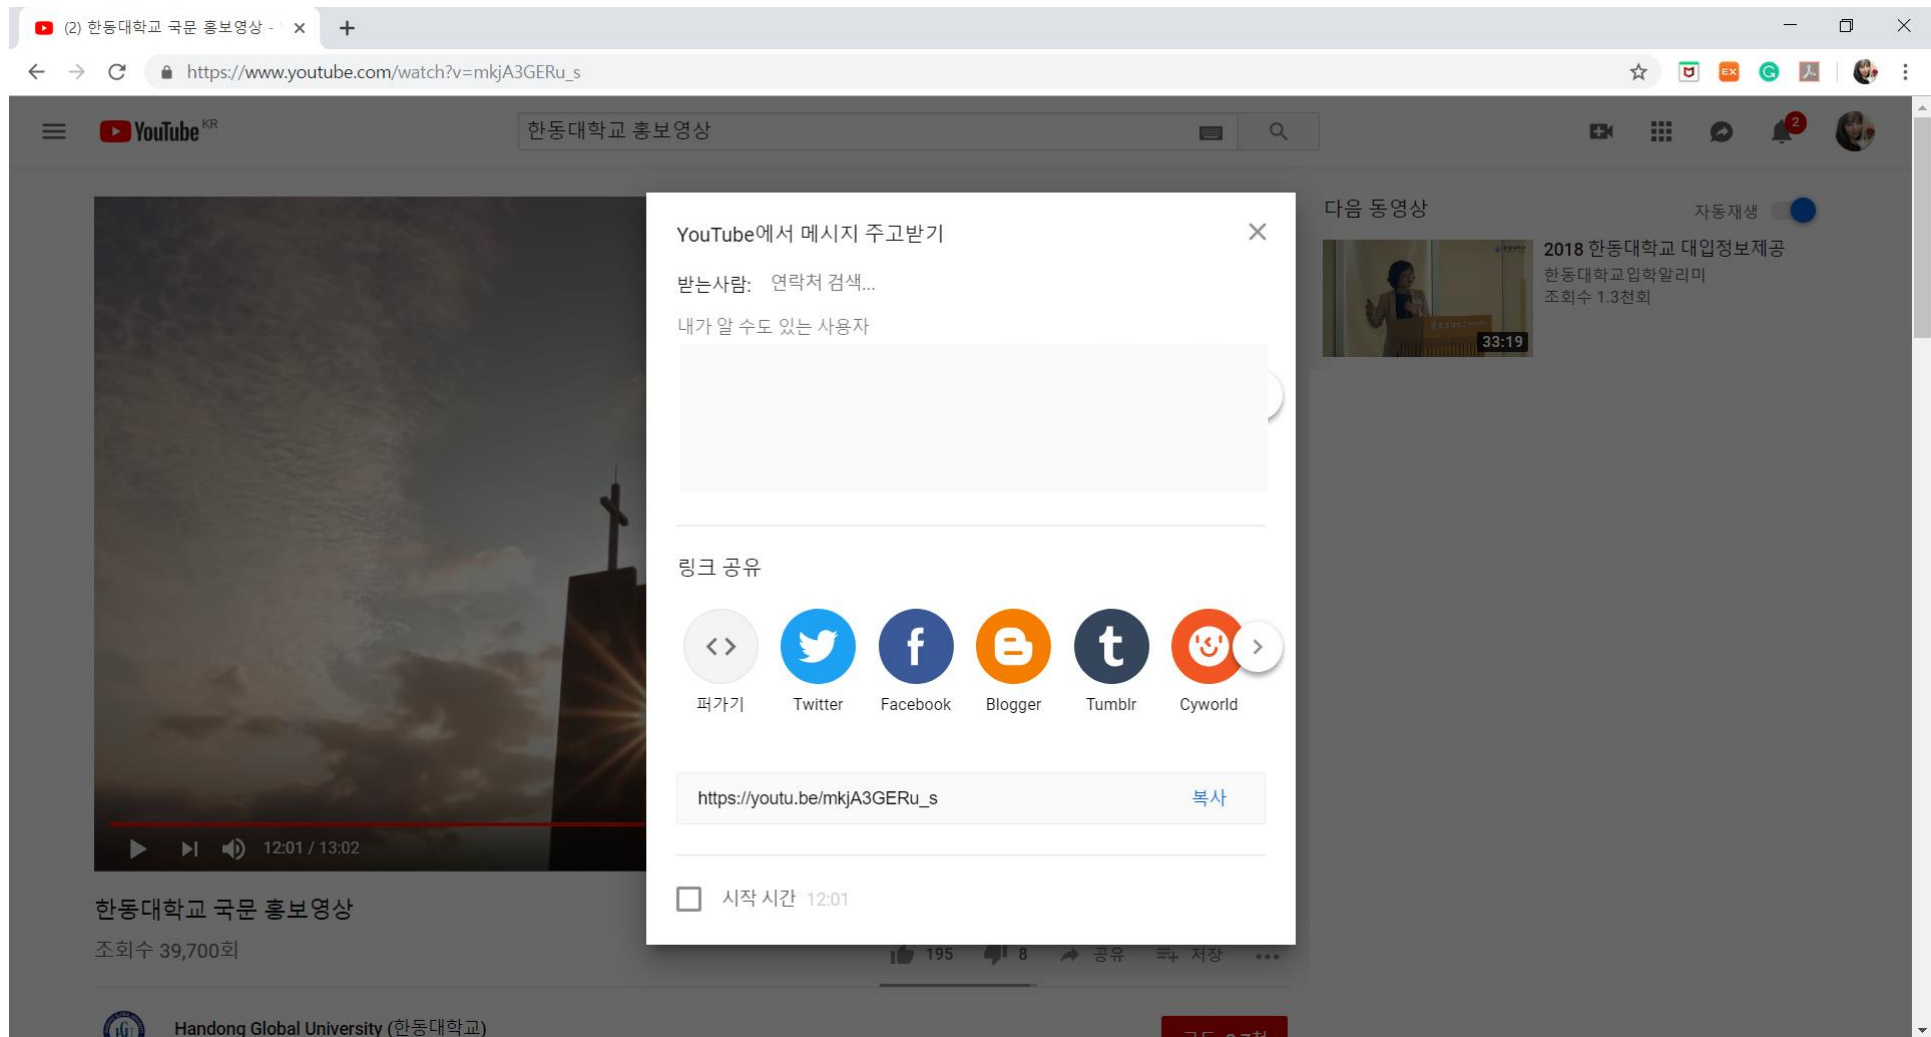 (2) 한동대학교 국문 홍보영상 -
https://www.youtube.com/watch?v=mkjA3GERu_s
EX
YouTube KR
한동대학교 홍보영상
2
YouTube에서 메시지 주고받기
받는사람: 연락처 검색...
내가 알 수도 있는 사용자
링크 공유
퍼가기 Twitter Facebook Blogger Tumblr Cyworld
https://youtu.be/mkjA3GERu_s 복사
시작 시간 12:01
다음 동영상 자동재생
2018 한동대학교 대입정보제공
한동대학교입학알리미
조회수 1.3천회
33:19
12:01 / 13:02
한동대학교 국문 홍보영상
조회수 39,700회
195 8 공유 저장
Handong Global University (한동대학교)